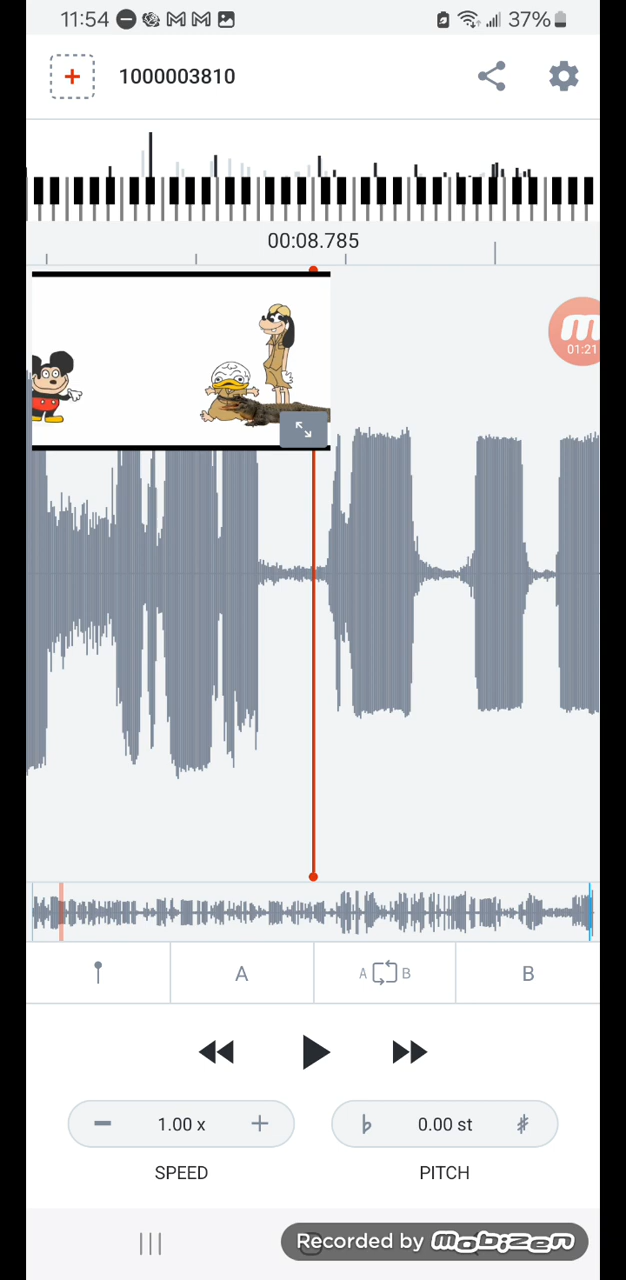 11:54
37%
1000003810
00:08.785
01:21
A
A B
B
1.00 x
0.00 st
SPEED
PITCH
Recorded by mobizen